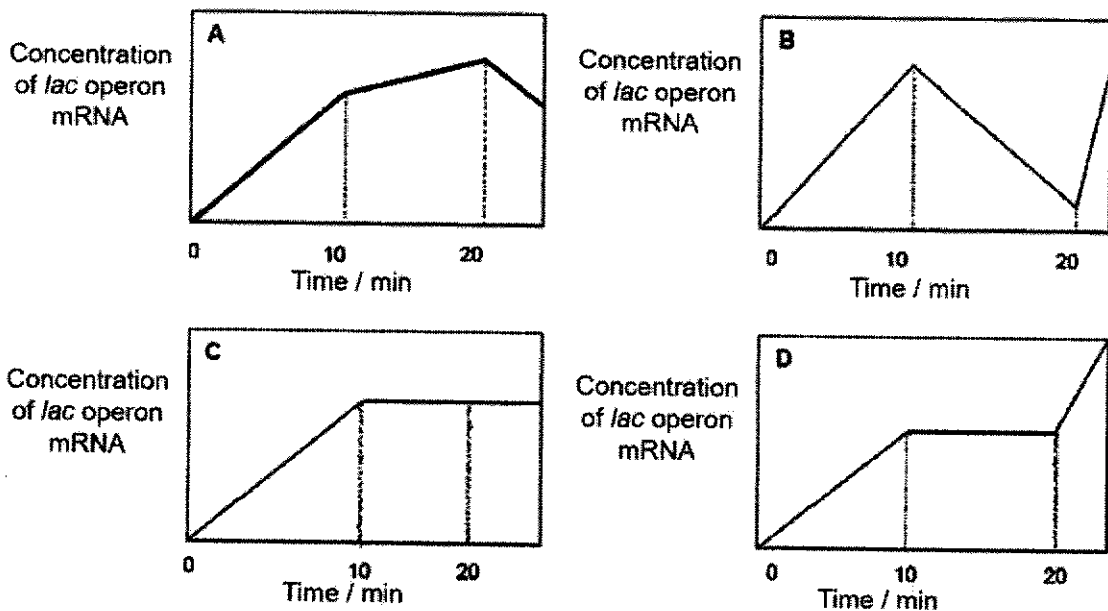 A
Concentration
of lac operon
mRNA
0
10
20
Time / min
B
Concentration
of lac operon
mRNA
0
10
20
Time / min
C
Concentration
of lac operon
mRNA
0
10
20
Time / min
D
Concentration
of lac operon
mRNA
0
10
20
Time / min